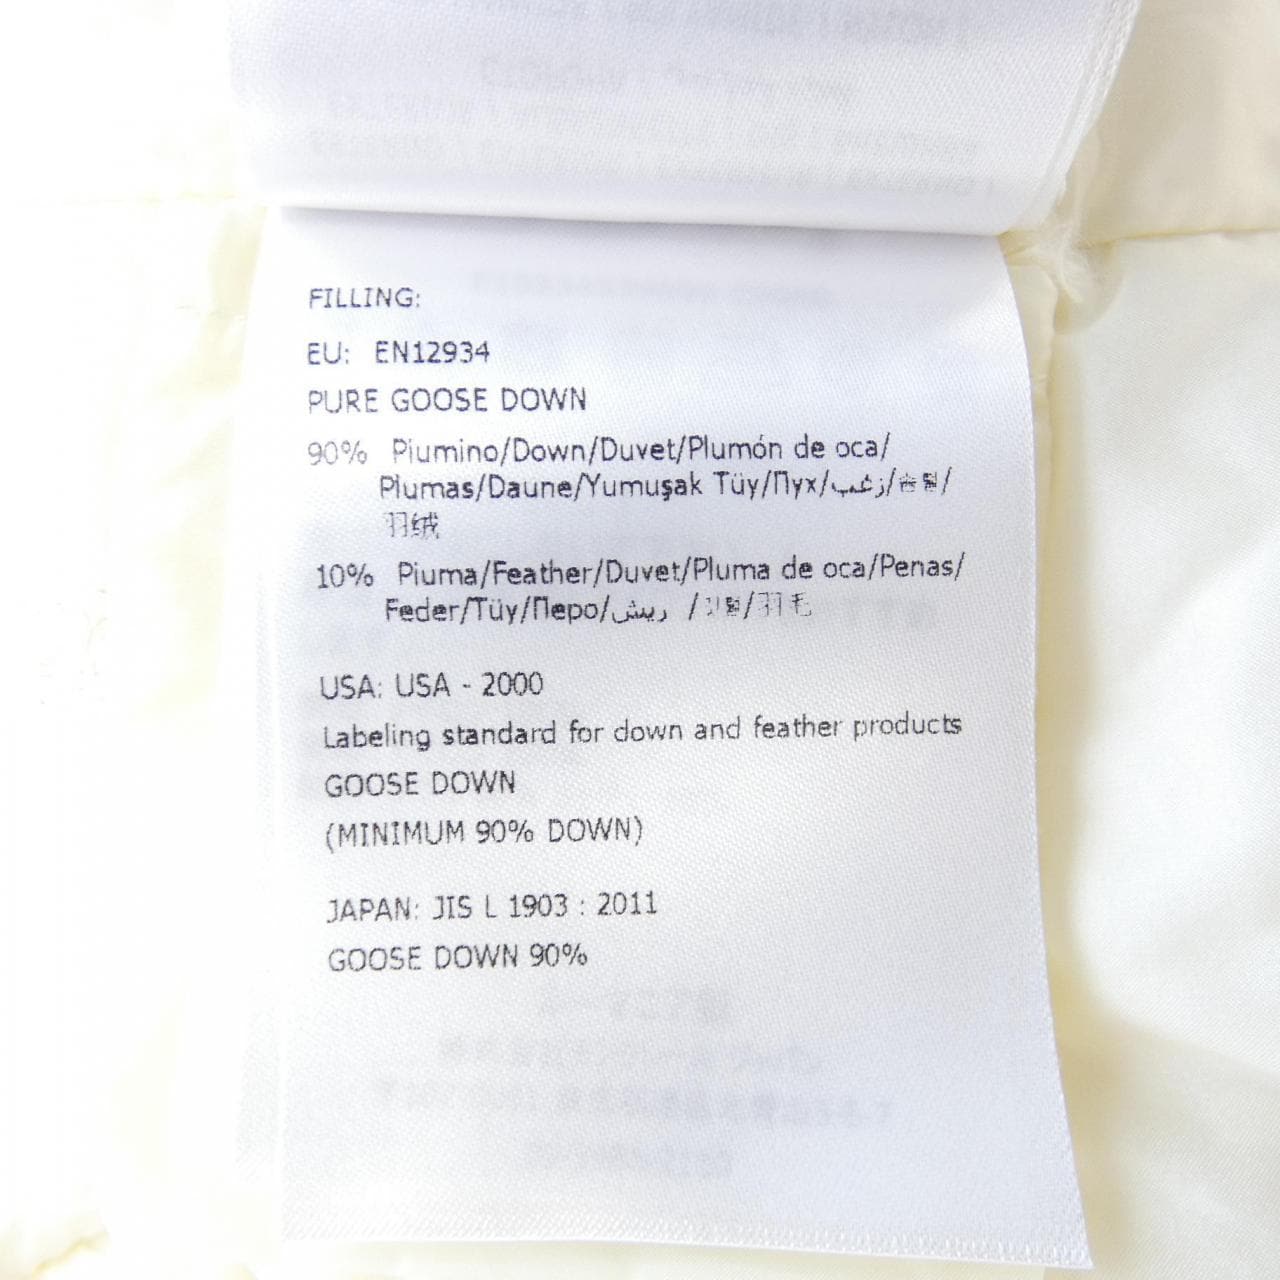 FILLING:
EU: EN12934
PURE GOOSE DOWN
90% Piumino/Down/Duvet/Plumón de oca/
Plumas/Daune/Yumuşak Tüy/Пух/زغب/
羽绒
10% Piuma/Feather/Duvet/Pluma de oca/Penas/
Feder/Tüy/Перо/ريش /羽毛
USA: USA - 2000
Labeling standard for down and feather products
GOOSE DOWN
(MINIMUM 90% DOWN)
JAPAN: JIS L 1903 : 2011
GOOSE DOWN 90%